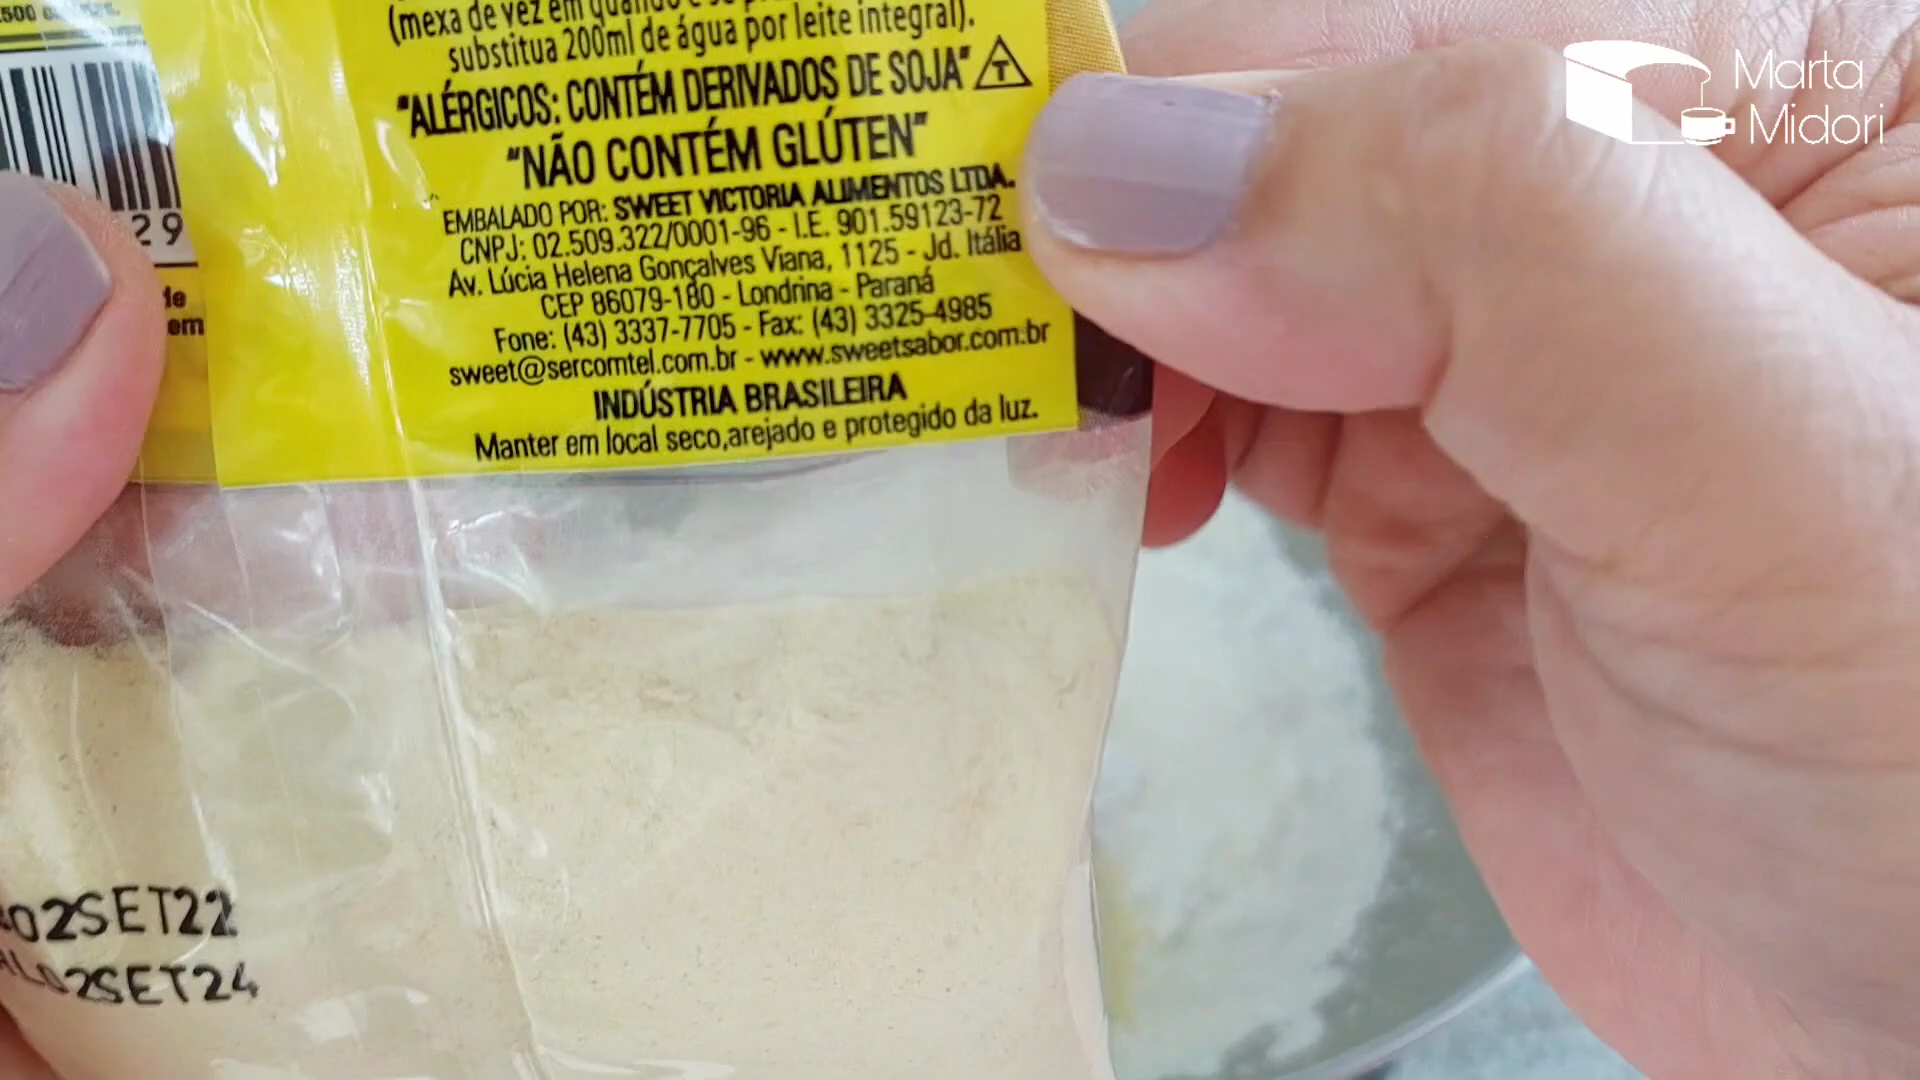 (mexa de vez em quando e se
substitua 200ml de água por leite integral).
"ALÉRGICOS: CONTÉM DERIVADOS DE SOJA" T
"NÃO CONTÉM GLÚTEN"
EMBALADO POR: SWEET VICTORIA ALIMENTOS LTDA.
CNPJ: 02.509.322/0001-96 - I.E. 901.59123-72
Av. Lúcia Helena Gonçalves Viana, 1125 - Jd. Itália
CEP 86079-180 - Londrina - Paraná
Fone: (43) 3337-7705 - Fax: (43) 3325-4985
sweet@sercomtel.com.br - www.sweetsabor.com.br
INDÚSTRIA BRASILEIRA
Manter em local seco,arejado e protegido da luz.
29
em
02SET22
02SET24
Marta
Midori